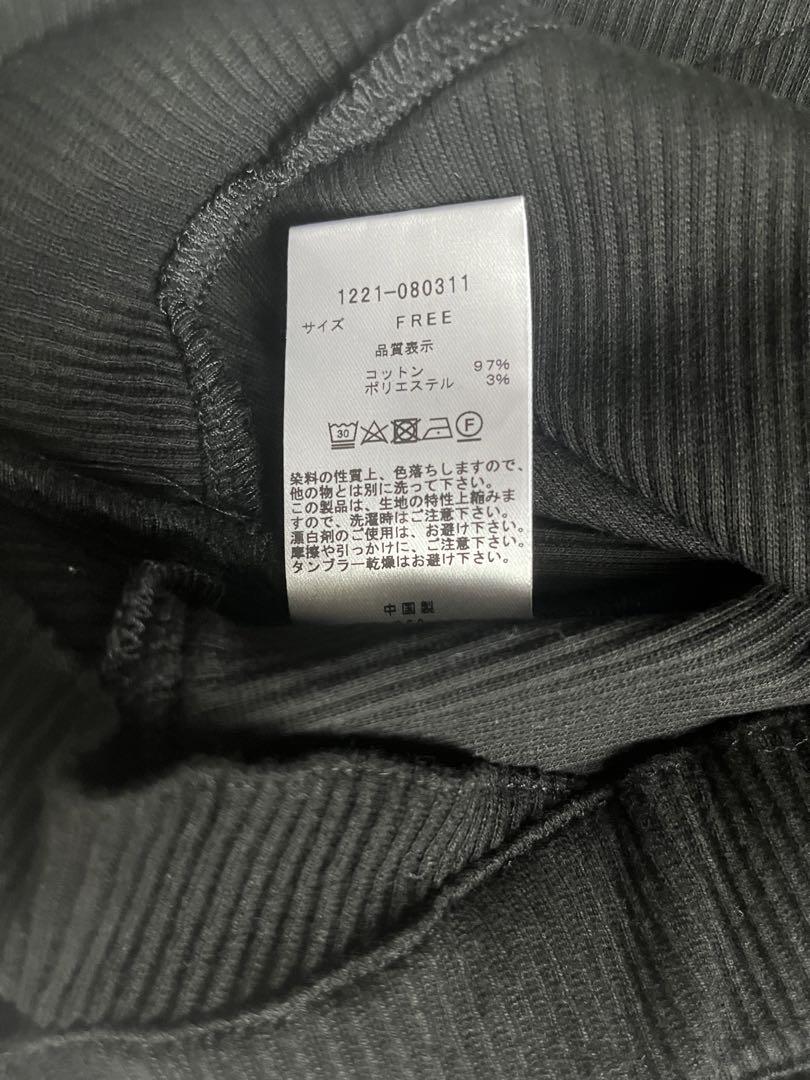 1221-080311
サイズ FREE
品質表示
コットン 97%
ポリエステル 3%
30 F
染料の性質上、色落ちしますので、
他の物とは別に洗って下さい。
この製品は、生地の特性上縮みま
すので、洗濯時はご注意下さい。
漂白剤のご使用は、お避け下さい。
摩擦や引っかけに、ご注意下さい。
タンブラー乾燥はお避け下さい。
中国製